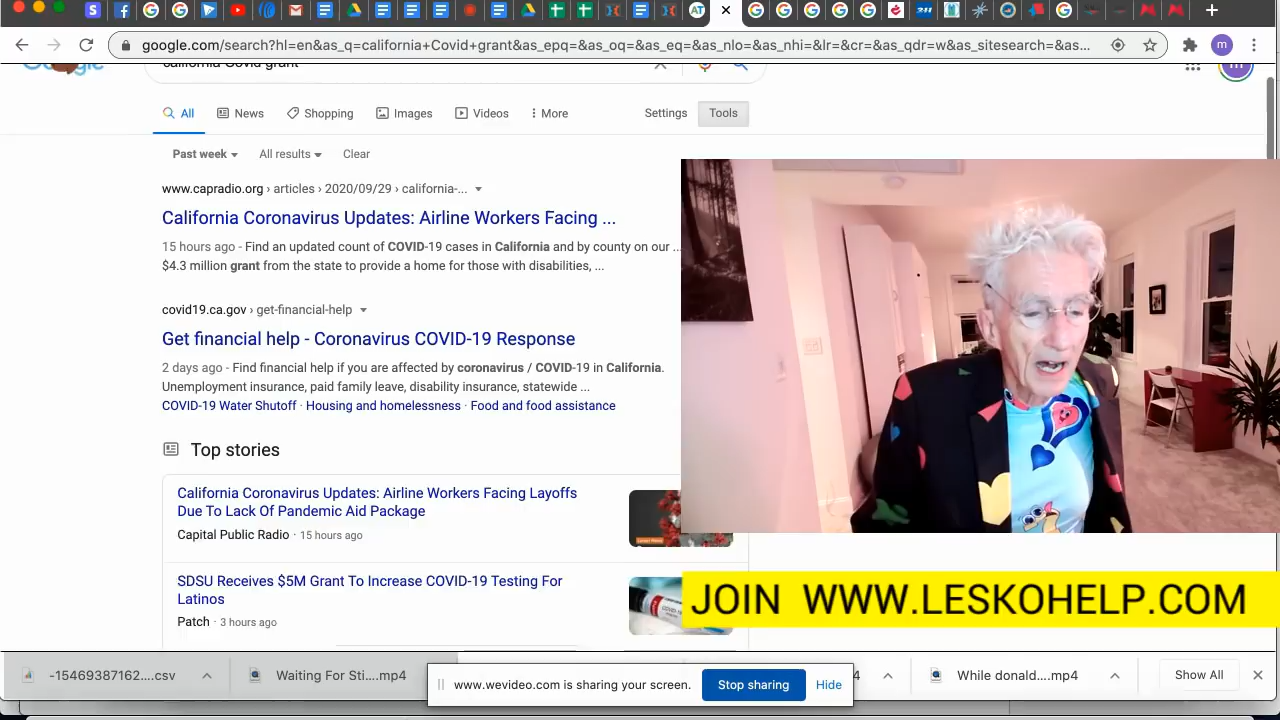 google.com/search?hl=en&as_q=california+Covid+grant&as_epq=&as_oq=&as_eq=&as_nlo=&as_nhi=&lr=&cr=&as_qdr=w&as_sitesearch=&as...
m
california Covid grant
All News Shopping Images Videos More Settings Tools
Past week All results Clear
www.capradio.org › articles › 2020/09/29 › california-...
California Coronavirus Updates: Airline Workers Facing ...
15 hours ago - Find an updated count of COVID-19 cases in California and by county on our ...
$4.3 million grant from the state to provide a home for those with disabilities, ...
covid19.ca.gov › get-financial-help
Get financial help - Coronavirus COVID-19 Response
2 days ago - Find financial help if you are affected by coronavirus / COVID-19 in California.
Unemployment insurance, paid family leave, disability insurance, statewide ...
COVID-19 Water Shutoff · Housing and homelessness · Food and food assistance
Top stories
California Coronavirus Updates: Airline Workers Facing Layoffs
Due To Lack Of Pandemic Aid Package
Capital Public Radio · 15 hours ago
SDSU Receives $5M Grant To Increase COVID-19 Testing For
Latinos
Patch · 3 hours ago
JOIN WWW.LESKOHELP.COM
-15469387162....csv
Waiting For Sti....mp4
www.wevideo.com is sharing your screen.
Stop sharing
Hide
While donald....mp4
Show All